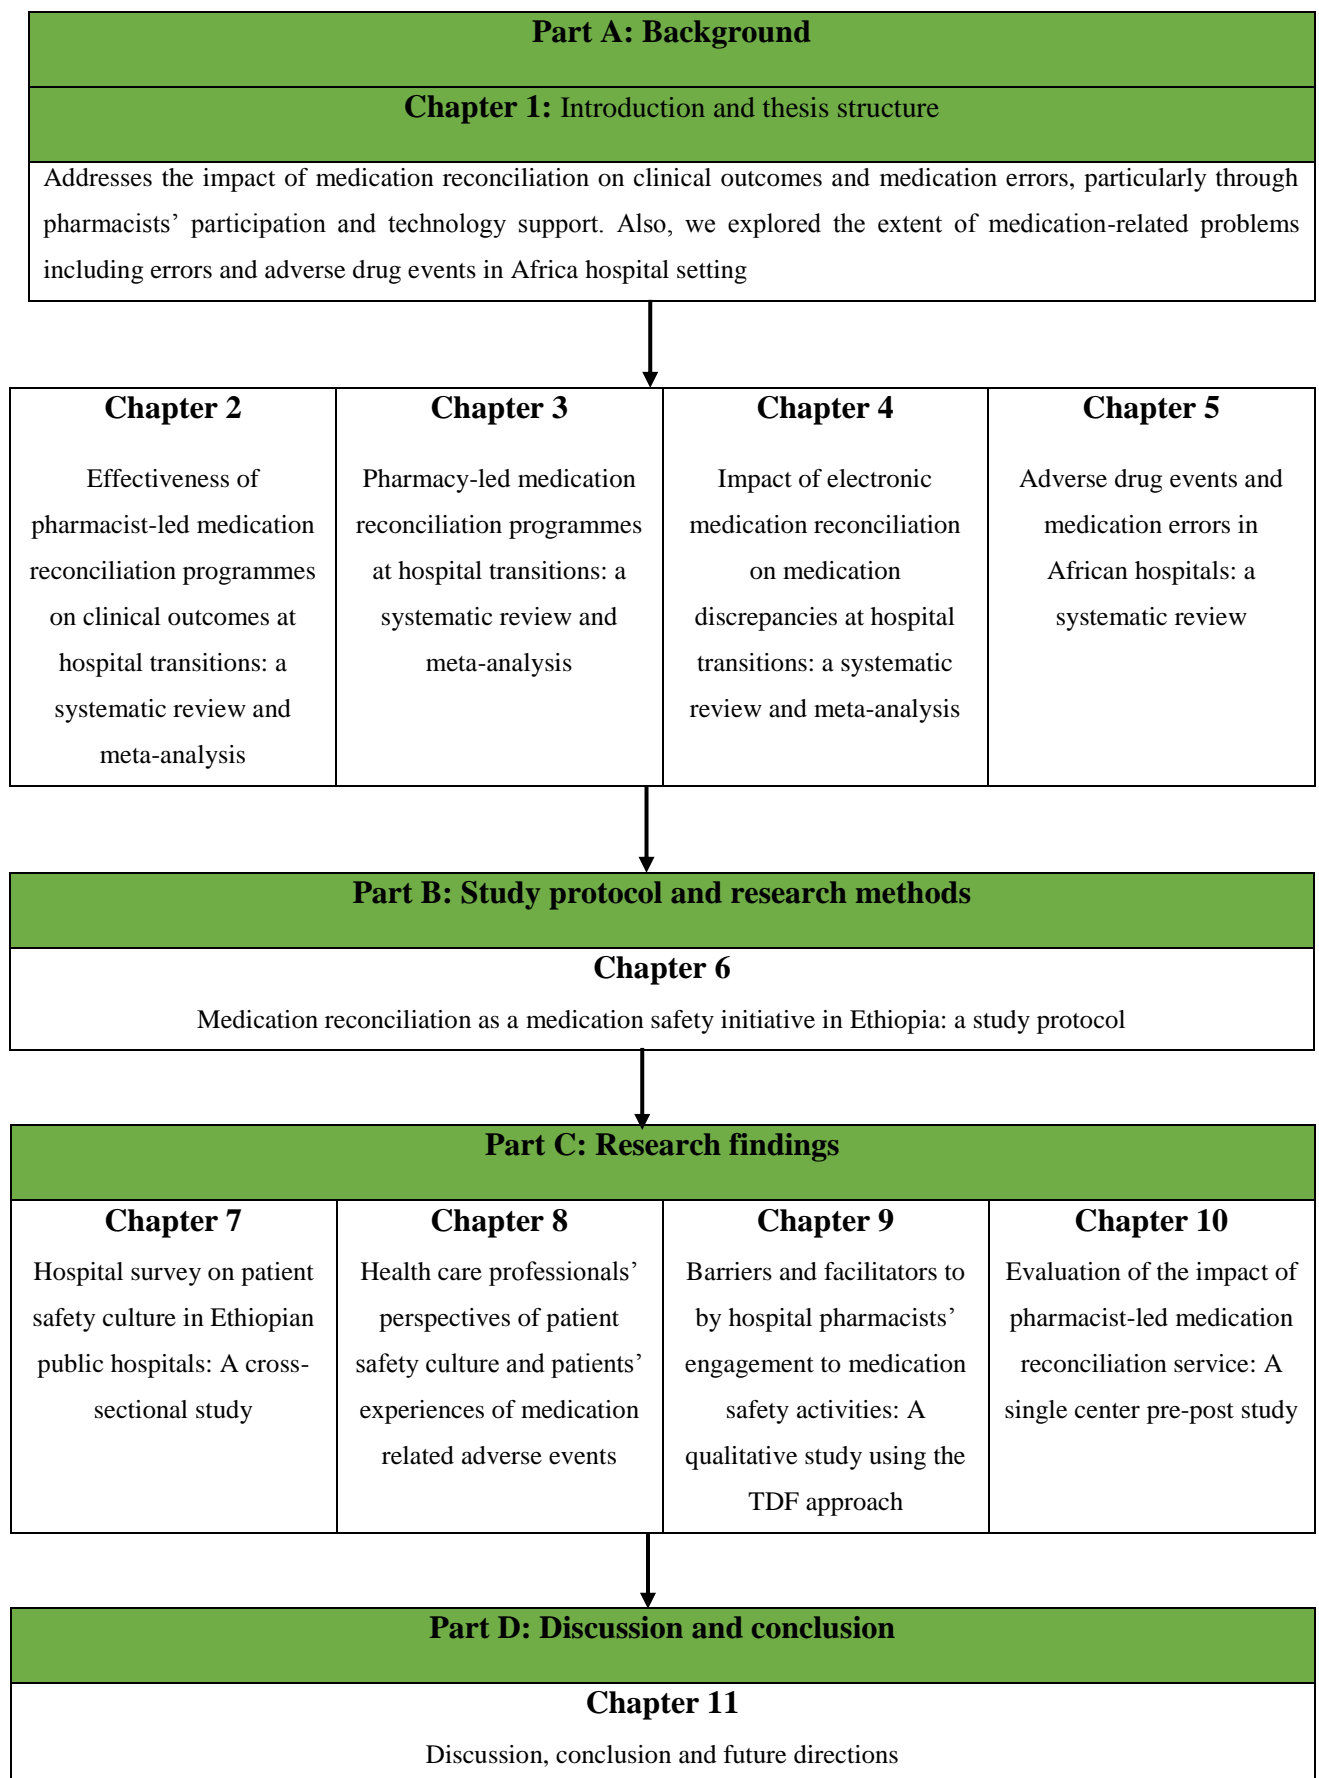 Part A: Background
Chapter 1: Introduction and thesis structure
Addresses the impact of medication reconciliation on clinical outcomes and medication errors, particularly through
pharmacists’ participation and technology support. Also, we explored the extent of medication-related problems
including errors and adverse drug events in Africa hospital setting
Chapter 2
Effectiveness of
pharmacist-led medication
reconciliation programmes
on clinical outcomes at
hospital transitions: a
systematic review and
meta-analysis
Chapter 3
Pharmacy-led medication
reconciliation programmes
at hospital transitions: a
systematic review and
meta-analysis
Chapter 4
Impact of electronic
medication reconciliation
on medication
discrepancies at hospital
transitions: a systematic
review and meta-analysis
Chapter 5
Adverse drug events and
medication errors in
African hospitals: a
systematic review
Part B: Study protocol and research methods
Chapter 6
Medication reconciliation as a medication safety initiative in Ethiopia: a study protocol
Part C: Research findings
Chapter 7
Hospital survey on patient
safety culture in Ethiopian
public hospitals: A cross-
sectional study
Chapter 8
Health care professionals’
perspectives of patient
safety culture and patients’
experiences of medication
related adverse events
Chapter 9
Barriers and facilitators to
by hospital pharmacists’
engagement to medication
safety activities: A
qualitative study using the
TDF approach
Chapter 10
Evaluation of the impact of
pharmacist-led medication
reconciliation service: A
single center pre-post study
Part D: Discussion and conclusion
Chapter 11
Discussion, conclusion and future directions